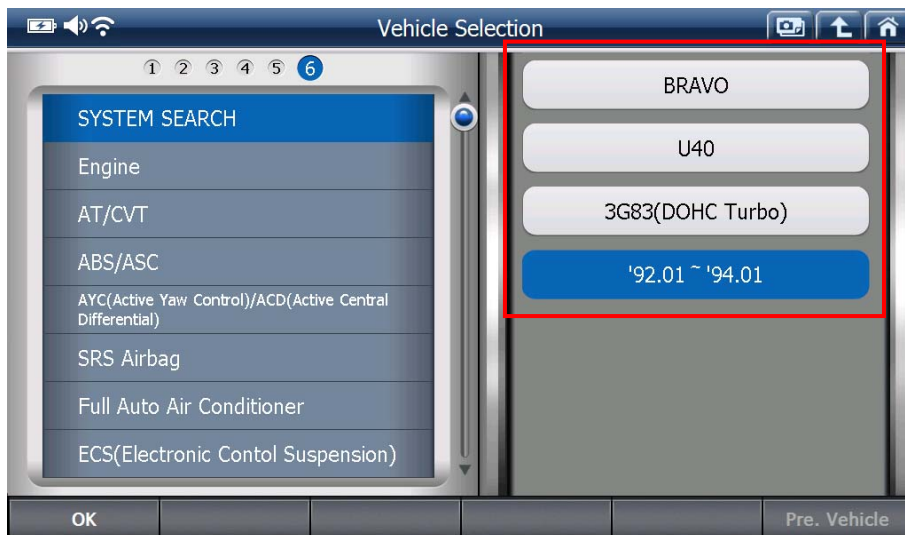 Vehicle Selection
1 2 3 4 5 6
SYSTEM SEARCH
Engine
AT/CVT
ABS/ASC
AYC(Active Yaw Control)/ACD(Active Central
Differential)
SRS Airbag
Full Auto Air Conditioner
ECS(Electronic Contol Suspension)
BRAVO
U40
3G83(DOHC Turbo)
'92.01 ~ '94.01
OK
Pre. Vehicle